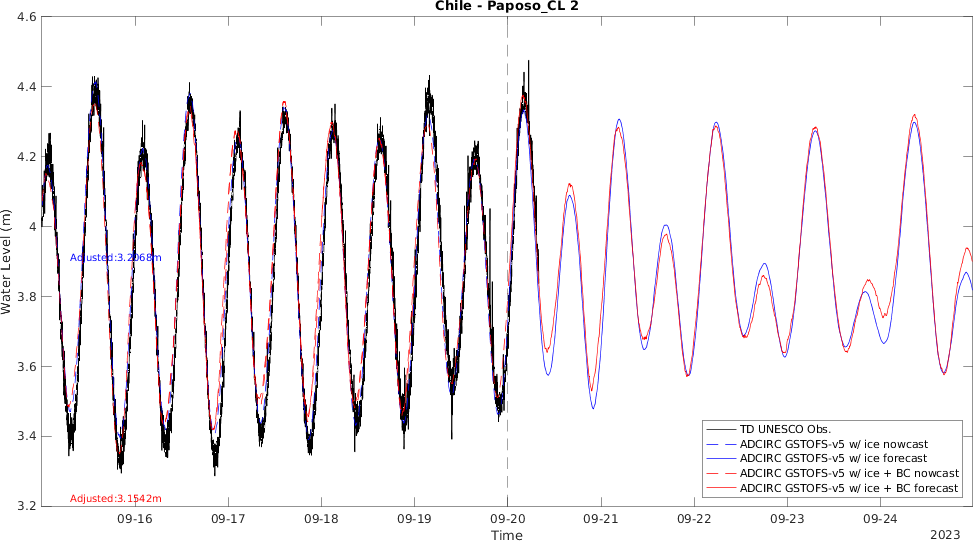 Chile - Paposo_CL 2
4.6
4.4
4.2
4
3.8
3.6
3.4
3.2
Water Level (m)
Adjusted:3.2068m
Adjusted:3.1542m
TD UNESCO Obs.
ADCIRC GSTOFS-v5 w/ ice nowcast
ADCIRC GSTOFS-v5 w/ ice forecast
ADCIRC GSTOFS-v5 w/ ice + BC nowcast
ADCIRC GSTOFS-v5 w/ ice + BC forecast
09-16 09-17 09-18 09-19 09-20 09-21 09-22 09-23 09-24
Time
2023